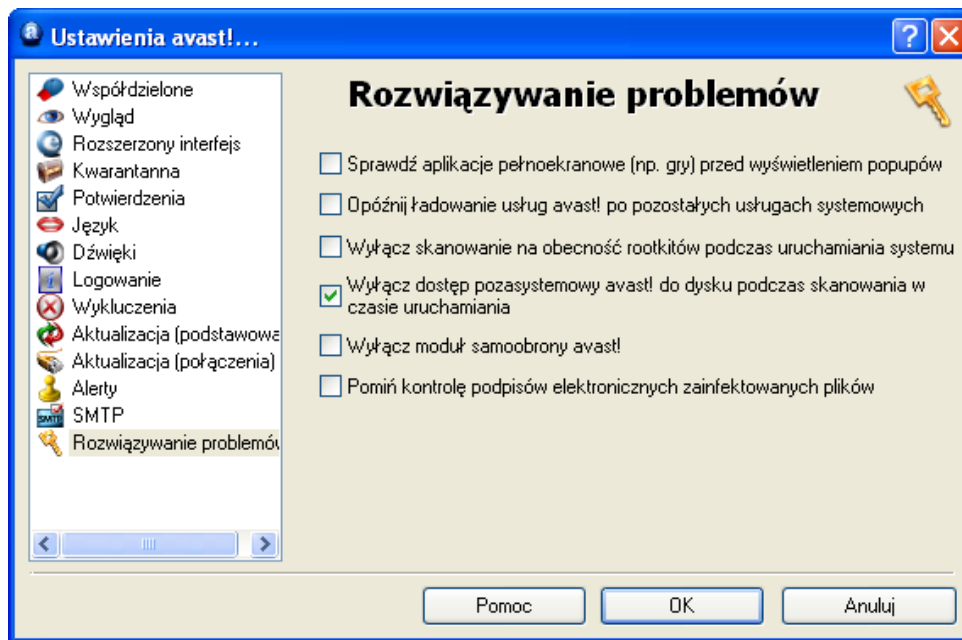 Ustawienia avast!...
Współdzielone
Wygląd
Rozszerzony interfejs
Kwarantanna
Potwierdzenia
Język
Dźwięki
Logowanie
Wykluczenia
Aktualizacja (podstawowa
Aktualizacja (połączenia)
Alerty
SMTP
Rozwiązywanie problemów
Rozwiązywanie problemów
Sprawdź aplikacje pełnoekranowe (np. gry) przed wyświetleniem popupów
Opóźnij ładowanie usług avast! po pozostałych usługach systemowych
Wyłącz skanowanie na obecność rootkitów podczas uruchamiania systemu
Wyłącz dostęp pozasystemowy avast! do dysku podczas skanowania w
czasie uruchamiania
Wyłącz moduł samoobrony avast!
Pomiń kontrolę podpisów elektronicznych zainfekowanych plików
Pomoc
OK
Anuluj